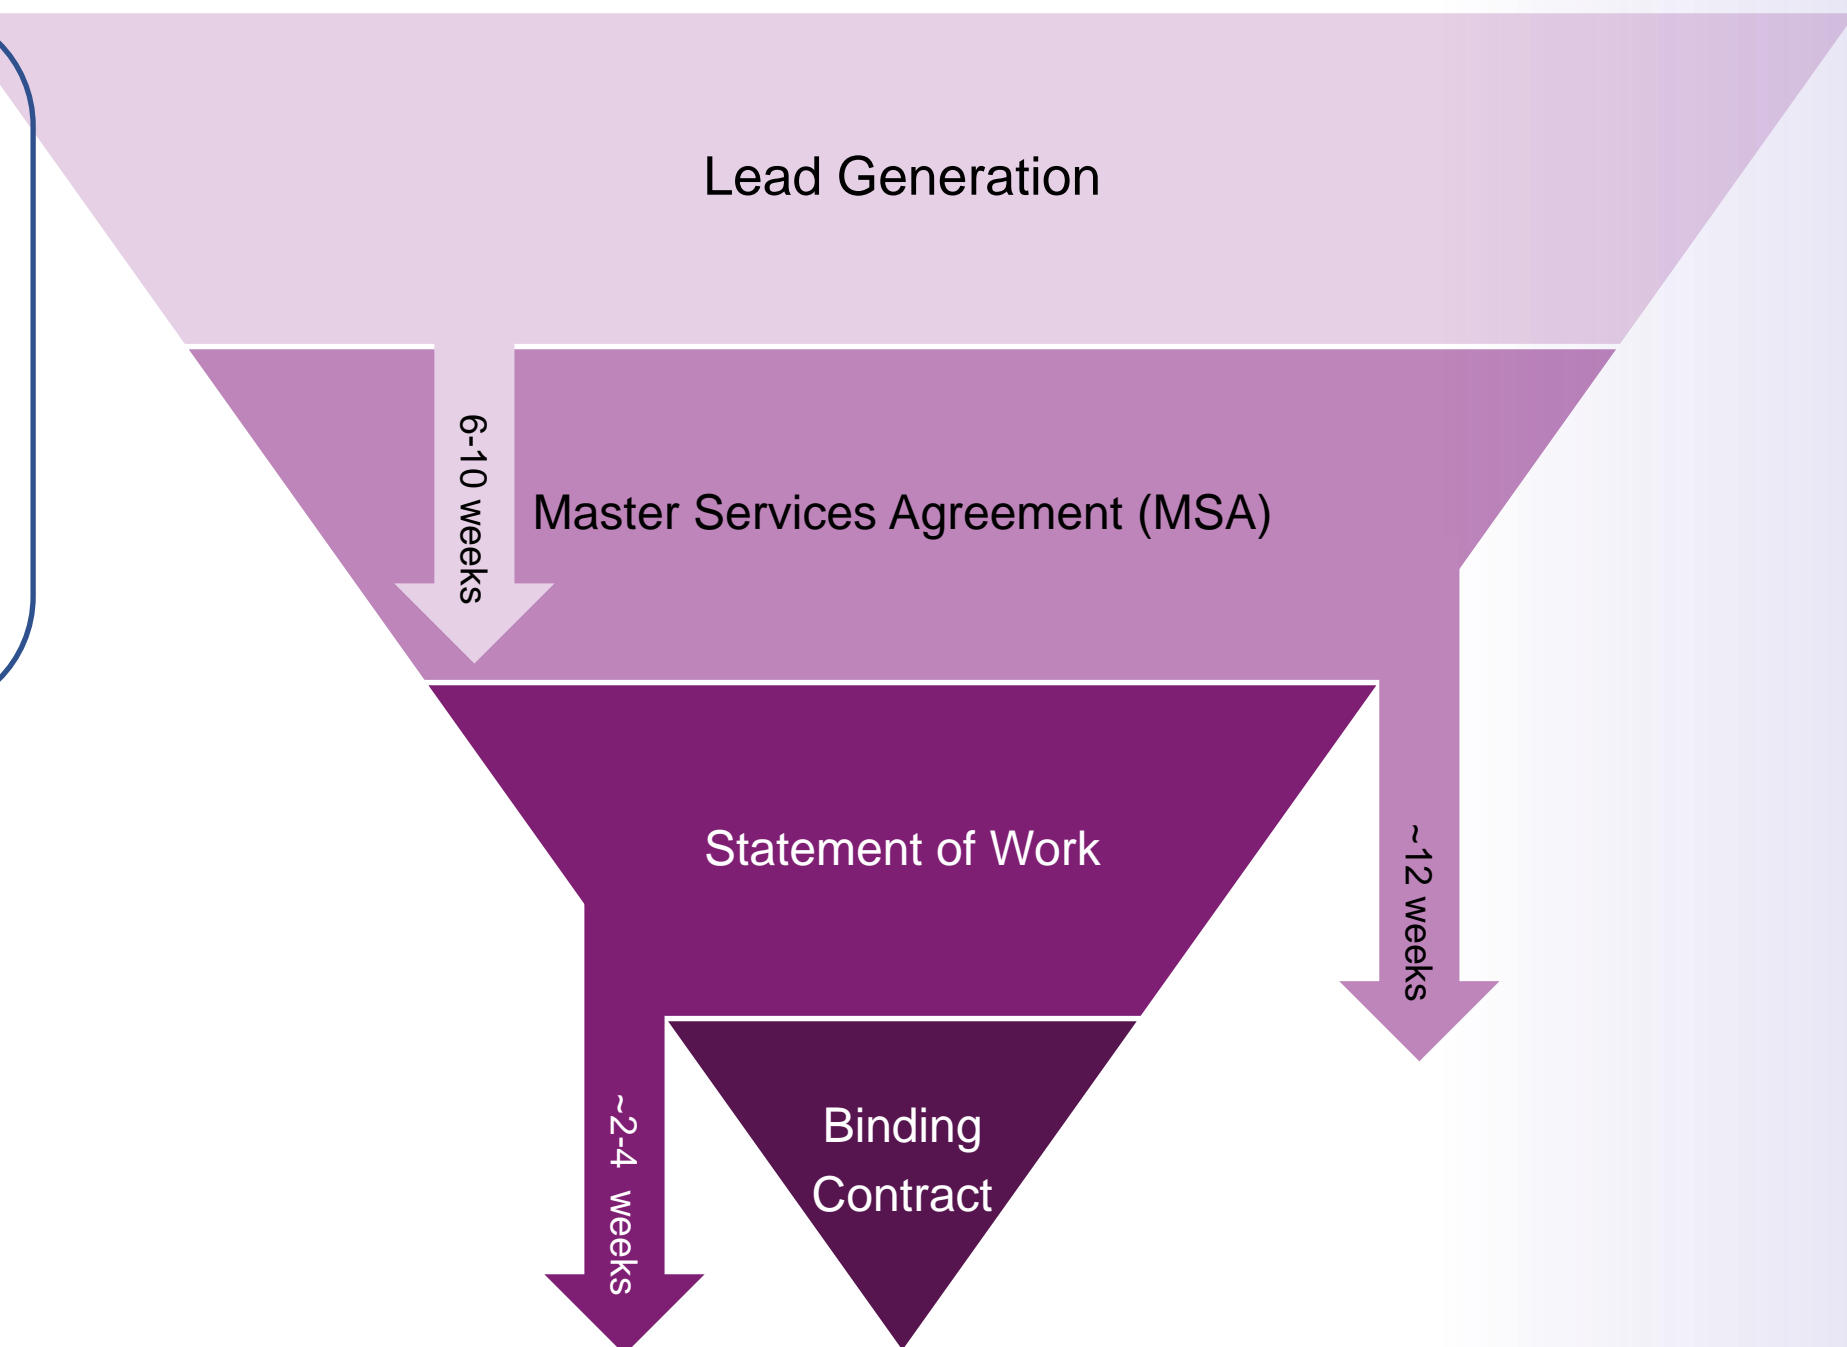 Lead Generation
6-10 weeks
Master Services Agreement (MSA)
Statement of Work
~12 weeks
Binding
Contract
~2-4 weeks